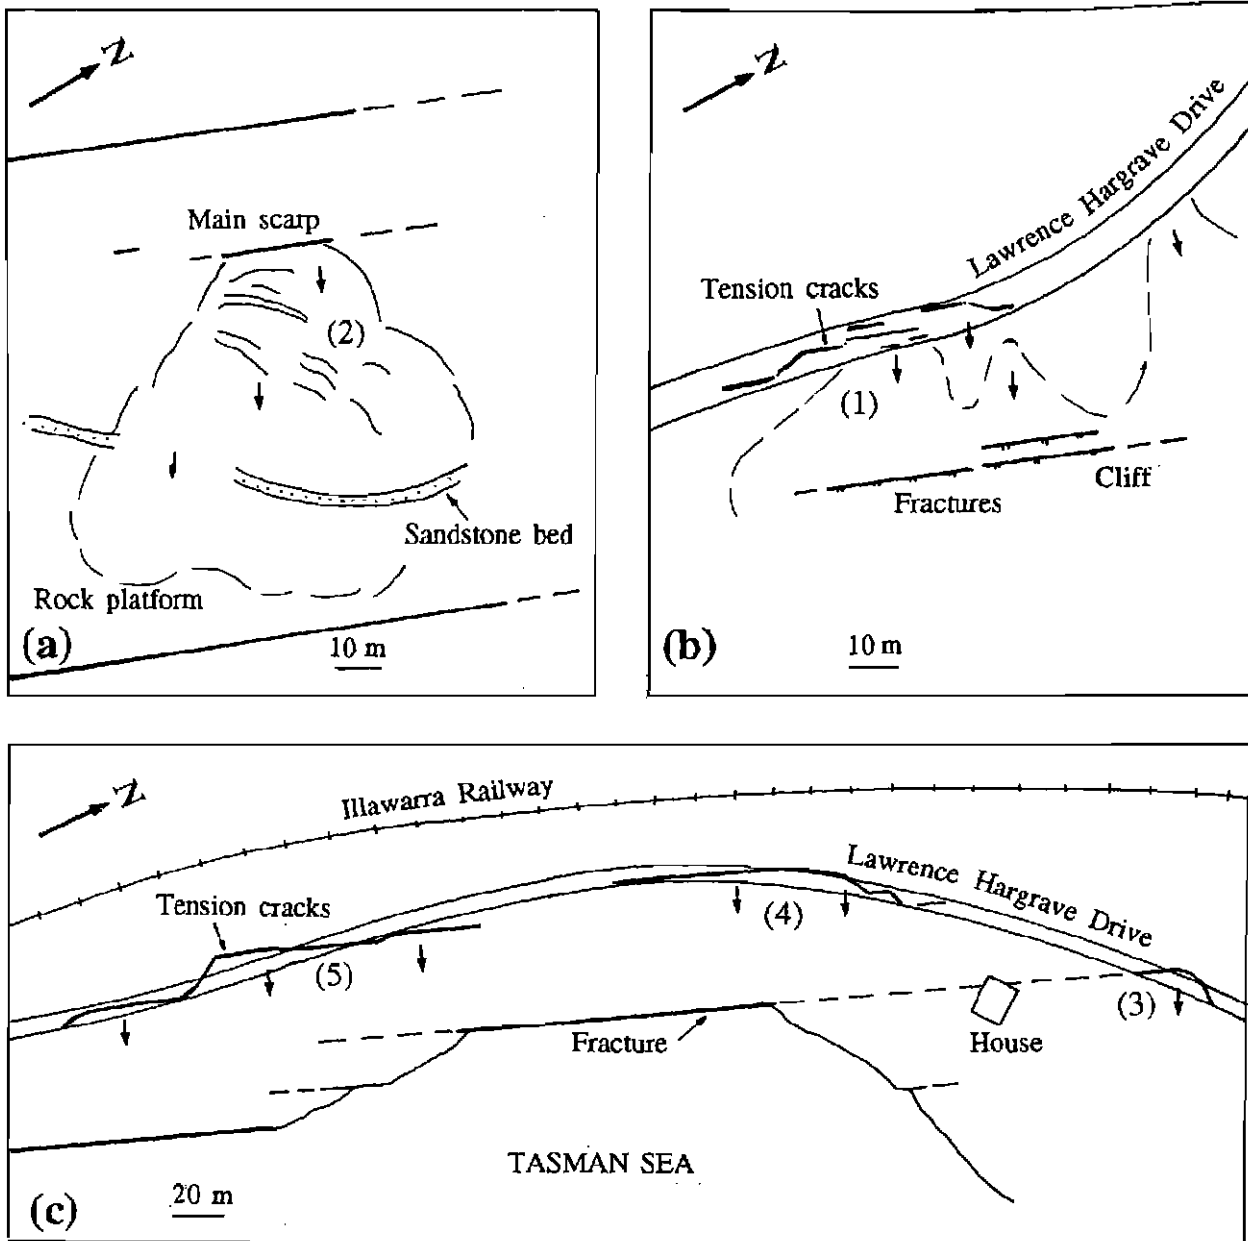 N
Main scarp
(2)
Sandstone bed
Rock platform
(a)
10 m
N
Lawrence Hargrave Drive
Tension cracks
(1)
Cliff
Fractures
(b)
10 m
N
Illawarra Railway
Lawrence Hargrave Drive
Tension cracks
(4)
(5)
(3)
Fracture
House
TASMAN SEA
20 m
(c)